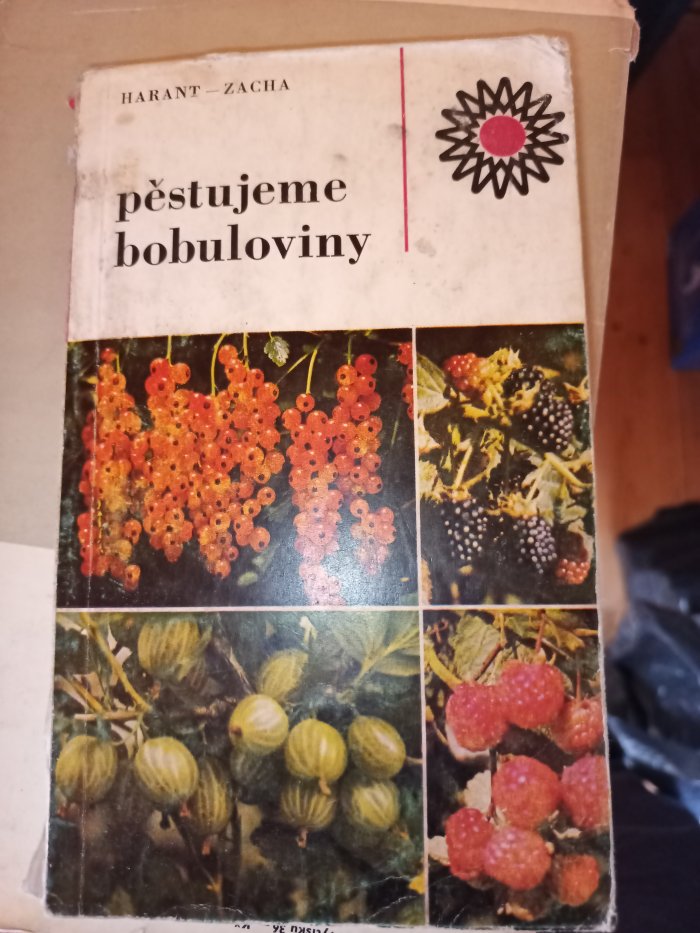 HARANT – ZACHA
pěstujeme
bobuloviny